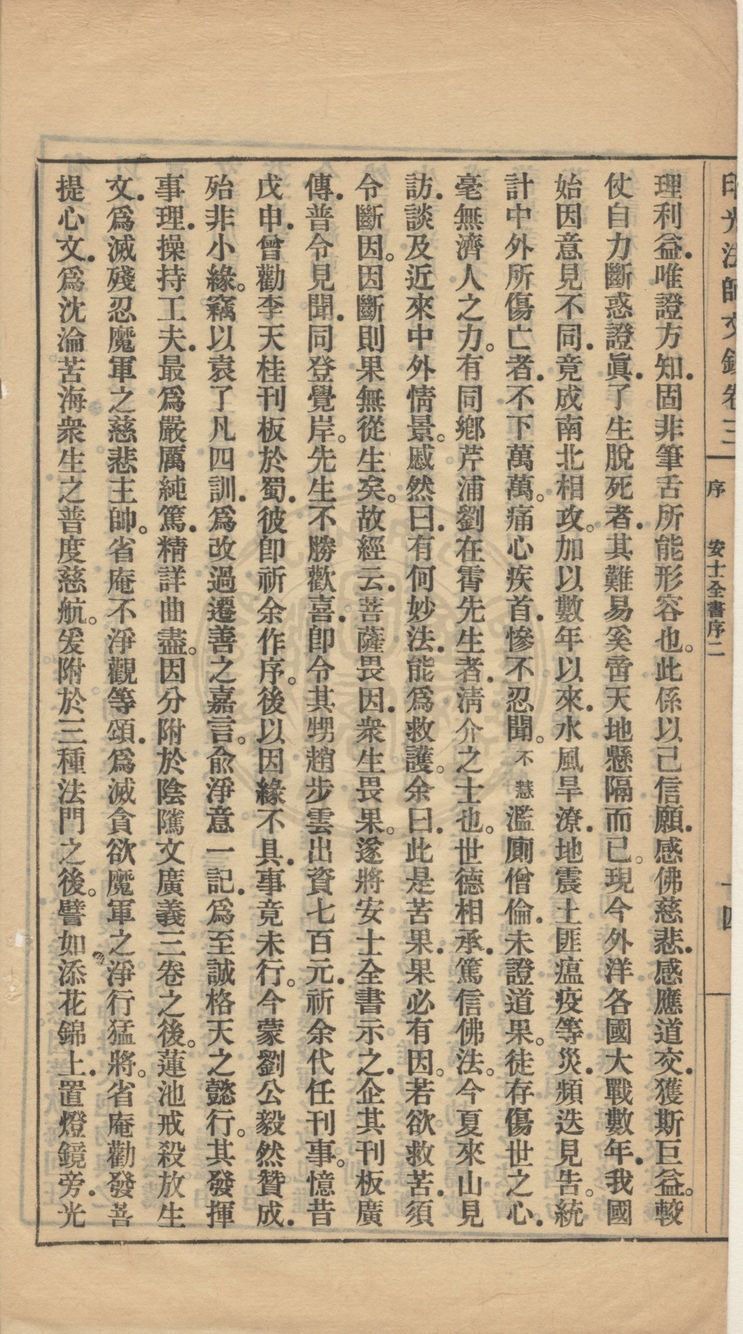 印光法師文鈔卷三 序 安士全書序二 一四
理利益．唯證方知．固非筆舌所能形容也。此係以己信願．感佛慈悲．感應道交．獲斯巨益。較
仗自力斷惑證眞．了生脫死者．其難易奚啻天地懸隔而已。現今外洋各國大戰數年．我國
始因意見不同．竟成南北相攻．加以數年以來．水風旱潦．地震土匪瘟疫等災．頻迭見告。統
計中外所傷亡者．不下萬萬。痛心疾首．慘不忍聞。不慧濫廁僧倫．未證道果。徒存傷世之心．
毫無濟人之力。有同鄉芹浦劉在霄先生者．淸介之士也。世德相承．篤信佛法。今夏來山見
訪．談及近來中外情景。慼然曰．有何妙法．能爲救護。余曰．此是苦果．果必有因。若欲救苦．須
令斷因。因斷則果無從生矣。故經云．菩薩畏因．衆生畏果。遂將安士全書示之．企其刊板廣
傳．普令見聞．同登覺岸。先生不勝歡喜．卽令其甥趙步雲出資七百元．祈余代任刊事。憶昔
戊申．曾勸李天桂刊板於蜀．彼卽祈余作序。後以因緣不具．事竟未行。今蒙劉公毅然贊成．
殆非小緣。竊以袁了凡四訓．爲改過遷善之嘉言。俞淨意一記．爲至誠格天之懿行。其發揮
事理．操持工夫．最爲嚴厲純篤．精詳曲盡。因分附於陰騭文廣義三卷之後。蓮池戒殺放生
文．爲滅殘忍魔軍之慈悲主帥。省庵不淨觀等頌．爲滅貪欲魔軍之淨行猛將。省庵勸發菩
提心文．爲沈淪苦海衆生之普度慈航。爰附於三種法門之後。譬如添花錦上．置燈鏡旁．光